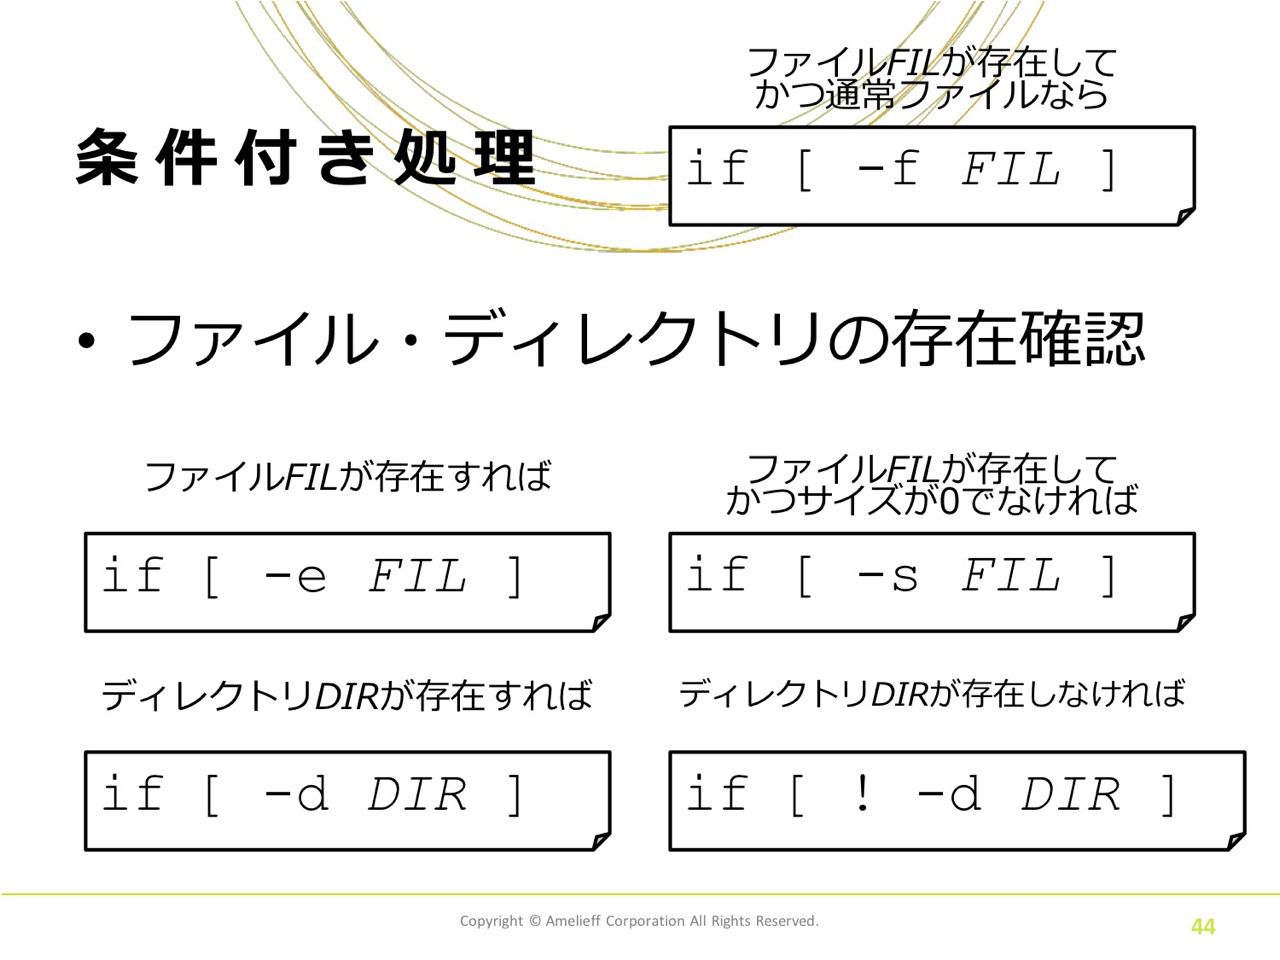 ファイルFILが存在して
かつ通常ファイルなら
条件付き処理
if [ -f FIL ]
• ファイル・ディレクトリの存在確認
ファイルFILが存在すれば
if [ -e FIL ]
ファイルFILが存在して
かつサイズが0でなければ
if [ -s FIL ]
ディレクトリDIRが存在すれば
if [ -d DIR ]
ディレクトリDIRが存在しなければ
if [ ! -d DIR ]
Copyright © Amelieff Corporation All Rights Reserved.
44